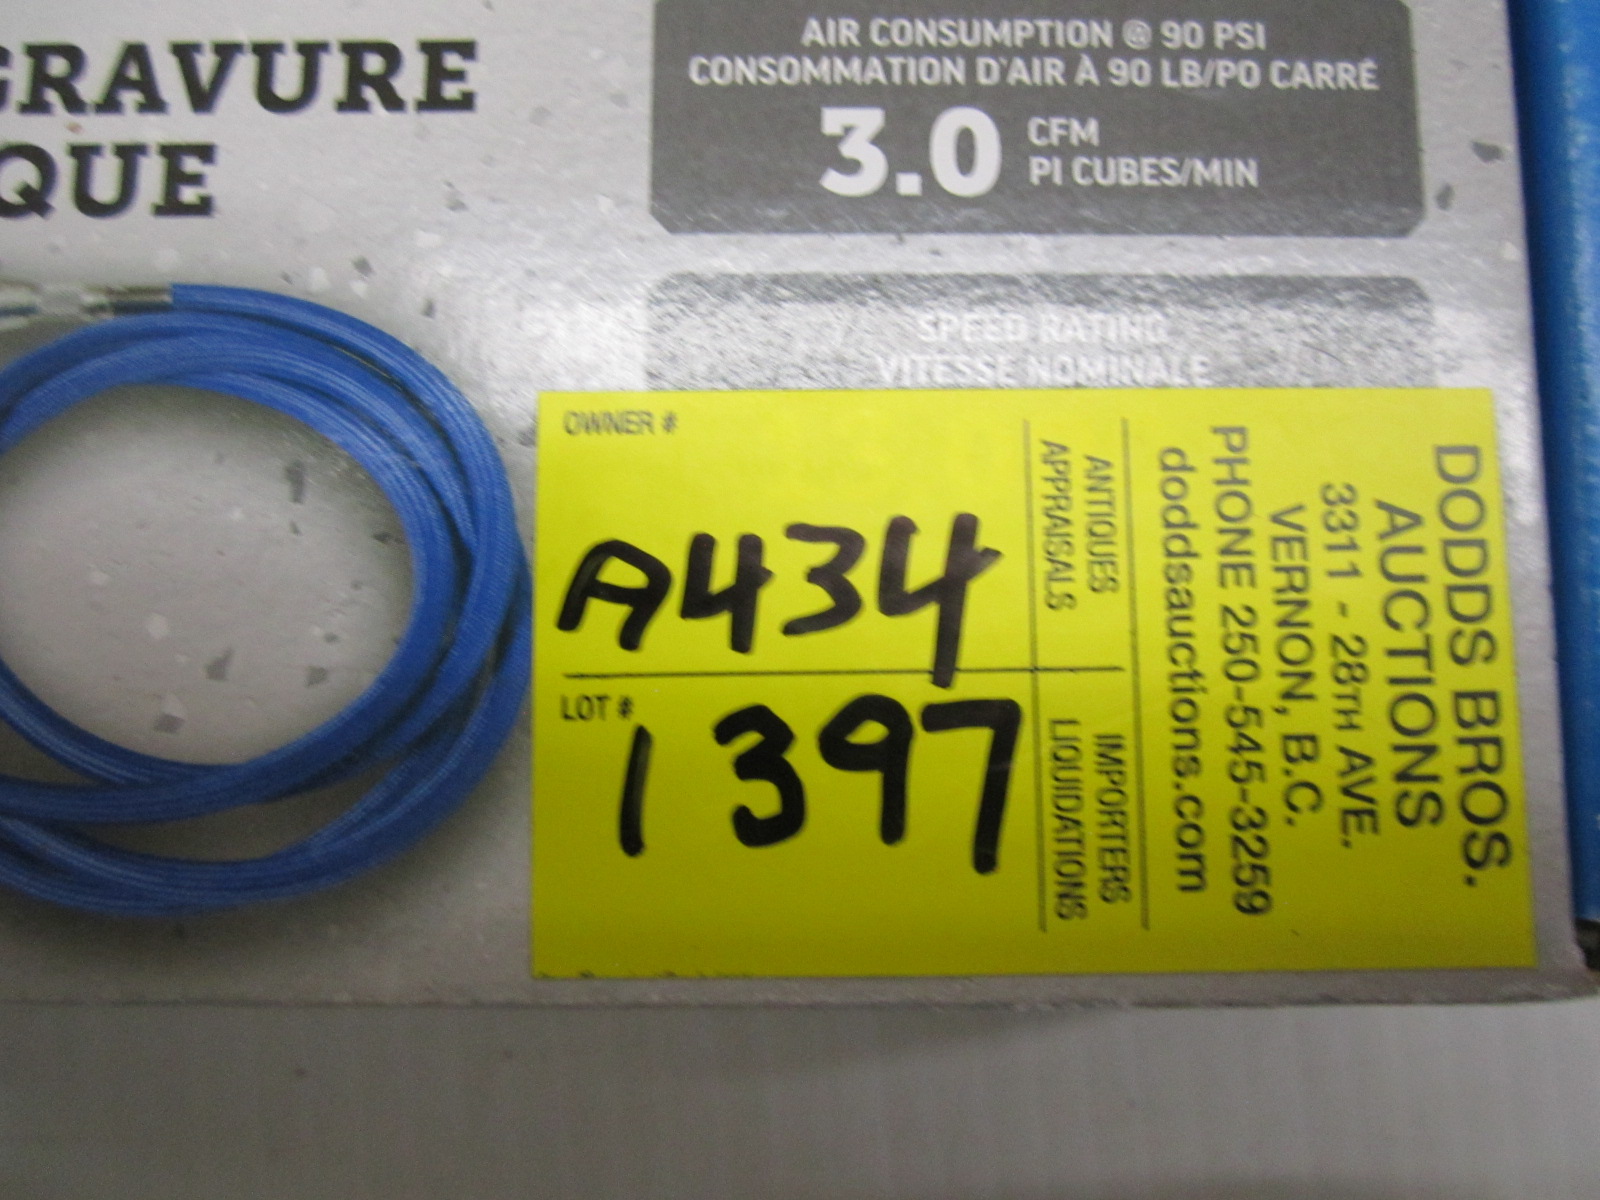 GRAVURE
QUE
AIR CONSUMPTION @ 90 PSI
CONSOMMATION D'AIR À 90 LB/PO CARRÉ
3.0 CFM
PI CUBES/MIN
SPEED RATING
VITESSE NOMINALE
OWNER #
A434
LOT #
1397
ANTIQUES
APPRAISALS
IMPORTERS
LIQUIDATIONS
DODDS BROS.
AUCTIONS
3311 - 28TH AVE.
VERNON, B.C.
PHONE 250-545-3259
doddsauctions.com